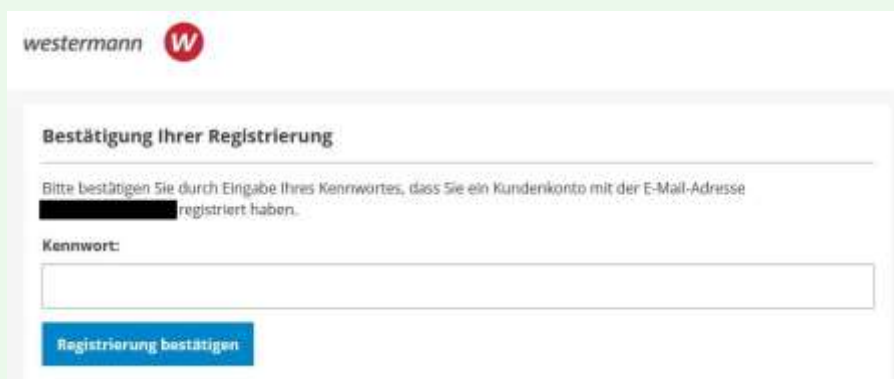 westermann W
Bestätigung Ihrer Registrierung
Bitte bestätigen Sie durch Eingabe Ihres Kennwortes, dass Sie ein Kundenkonto mit der E-Mail-Adresse
registriert haben.
Kennwort:
Registrierung bestätigen